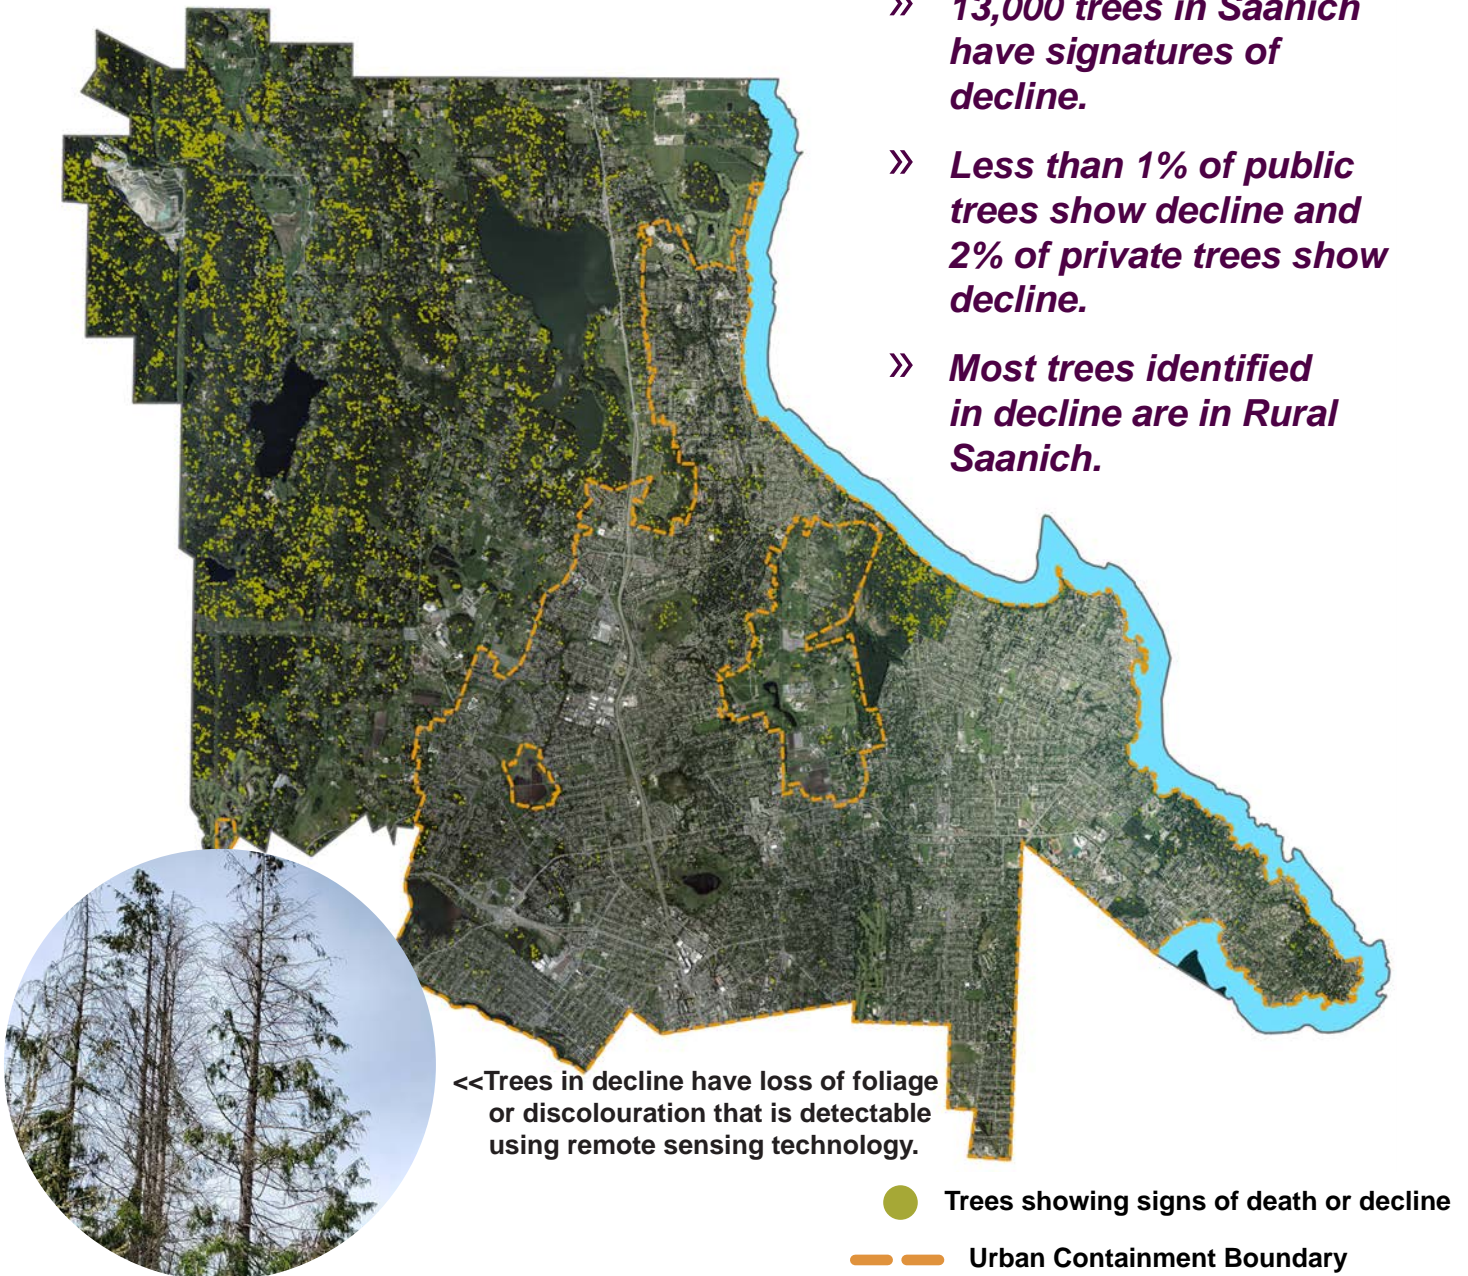 » 13,000 trees in Saanich
have signatures of
decline.
» Less than 1% of public
trees show decline and
2% of private trees show
decline.
» Most trees identified
in decline are in Rural
Saanich.
<<Trees in decline have loss of foliage
or discolouration that is detectable
using remote sensing technology.
Trees showing signs of death or decline
Urban Containment Boundary